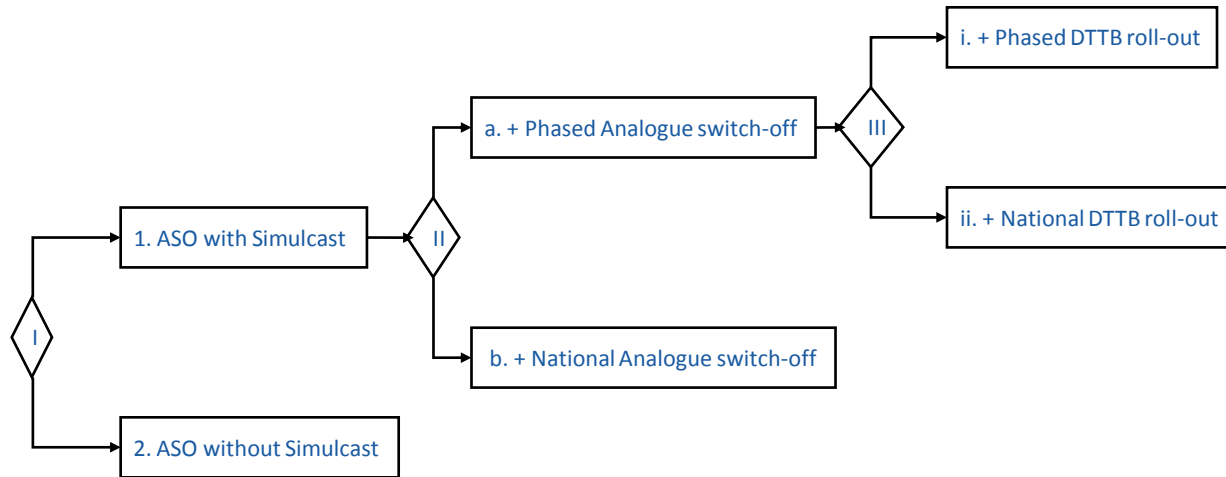 i. + Phased DTTB roll-out
a. + Phased Analogue switch-off
III
ii. + National DTTB roll-out
1. ASO with Simulcast
II
I
b. + National Analogue switch-off
2. ASO without Simulcast